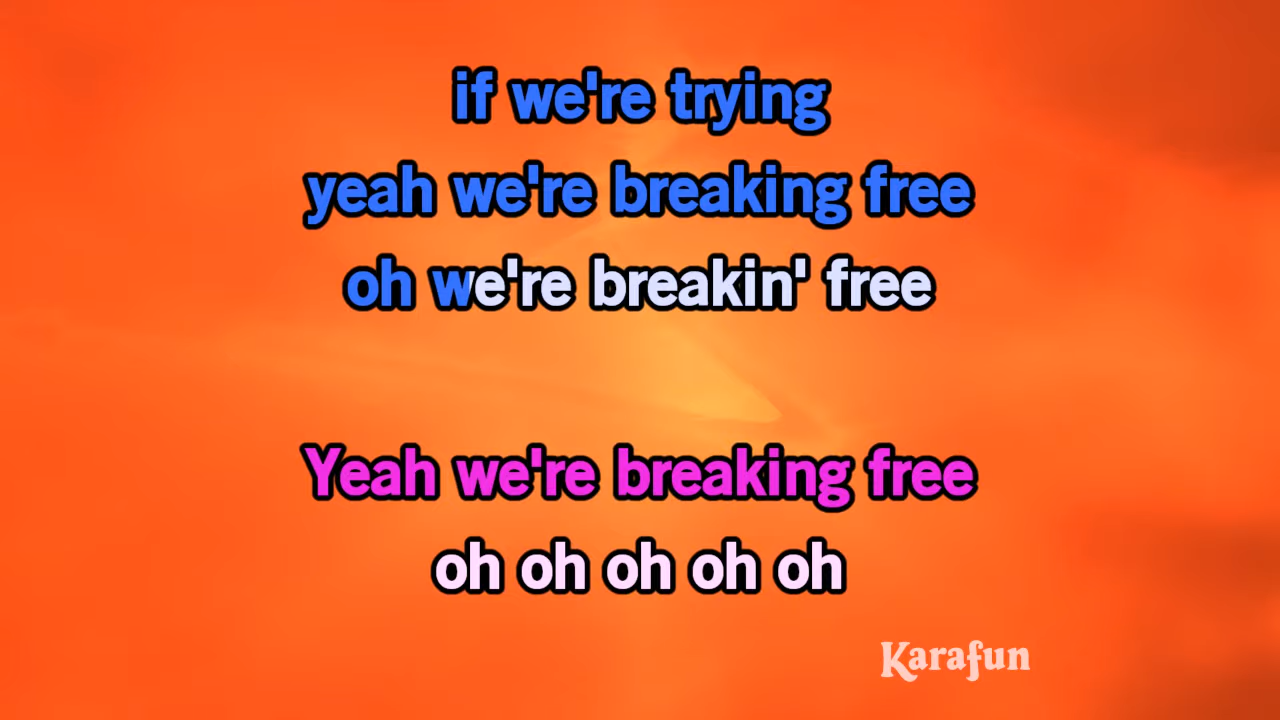 if we're trying
yeah we're breaking free
oh we're breakin' free
Yeah we're breaking free
oh oh oh oh oh
Karafun